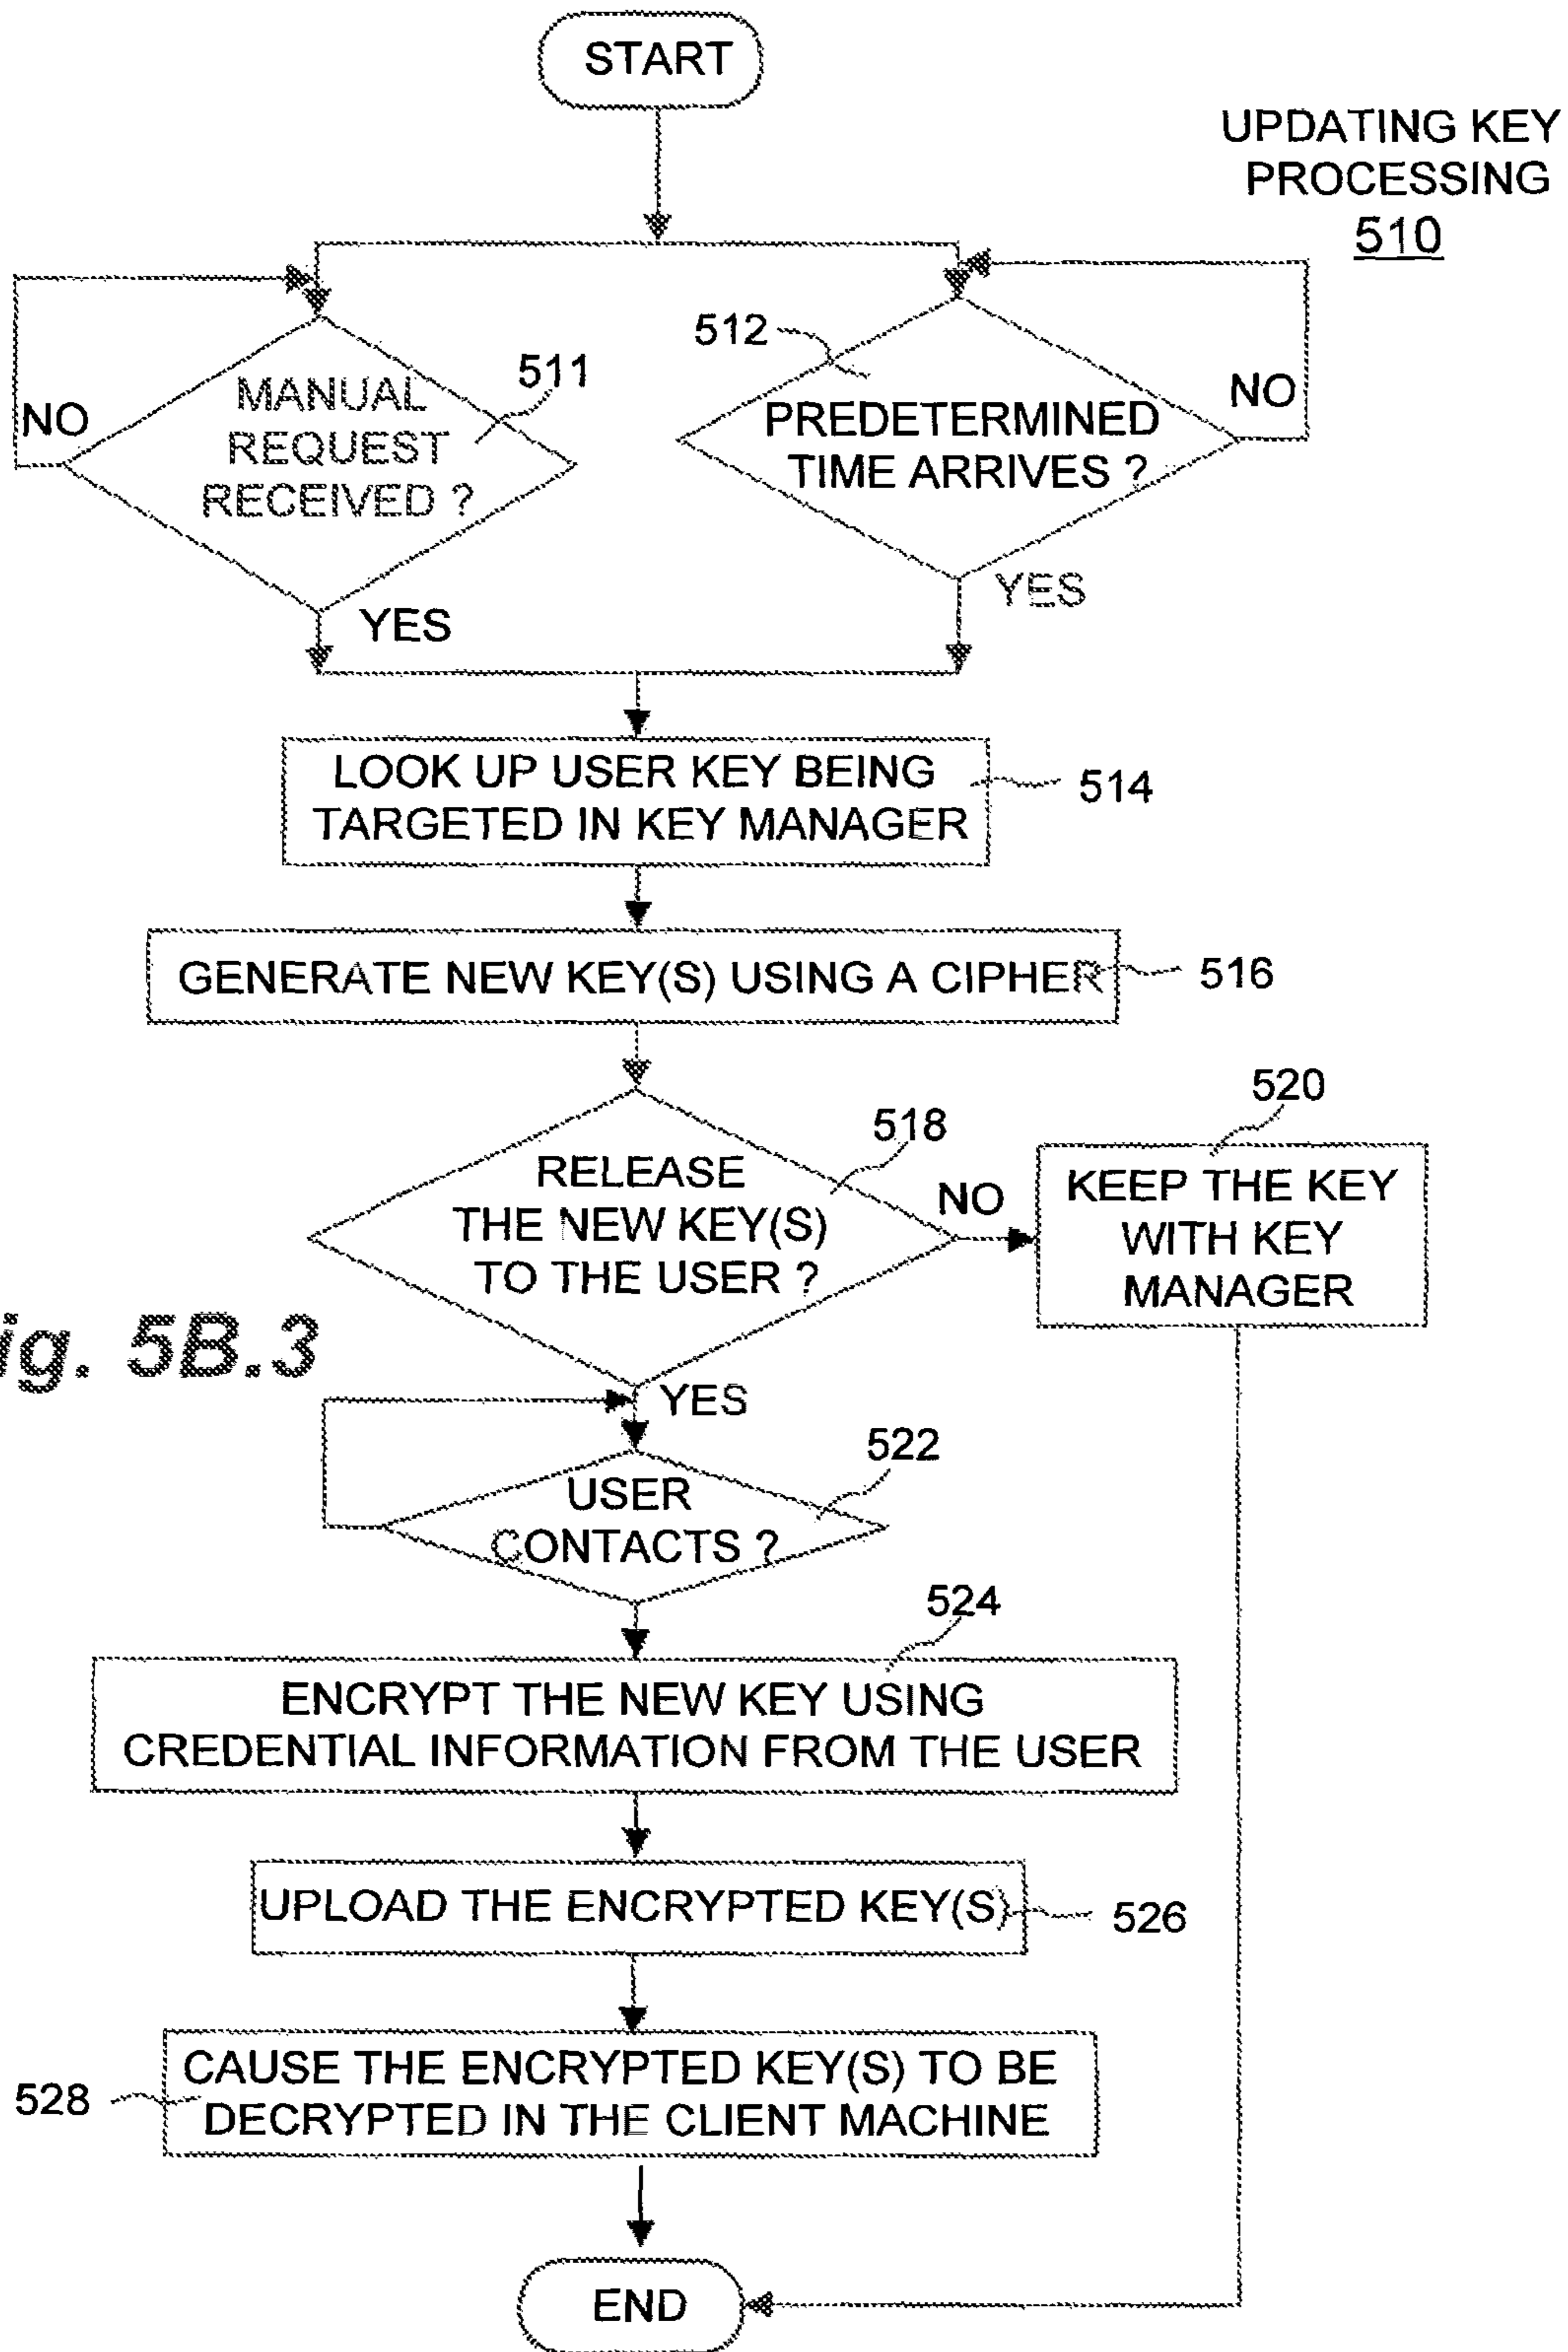 START
UPDATING KEY
PROCESSING
510
512
511
NO
MANUAL
REQUEST
RECEIVED ?
PREDETERMINED
TIME ARRIVES ?
NO
YES
YES
LOOK UP USER KEY BEING
TARGETED IN KEY MANAGER
514
GENERATE NEW KEY(S) USING A CIPHER
516
518
520
RELEASE
THE NEW KEY(S)
TO THE USER ?
NO
KEEP THE KEY
WITH KEY
MANAGER
ig. 5B.3
YES
522
USER
CONTACTS ?
524
ENCRYPT THE NEW KEY USING
CREDENTIAL INFORMATION FROM THE USER
UPLOAD THE ENCRYPTED KEY(S)
526
CAUSE THE ENCRYPTED KEY(S) TO BE
DECRYPTED IN THE CLIENT MACHINE
528
END